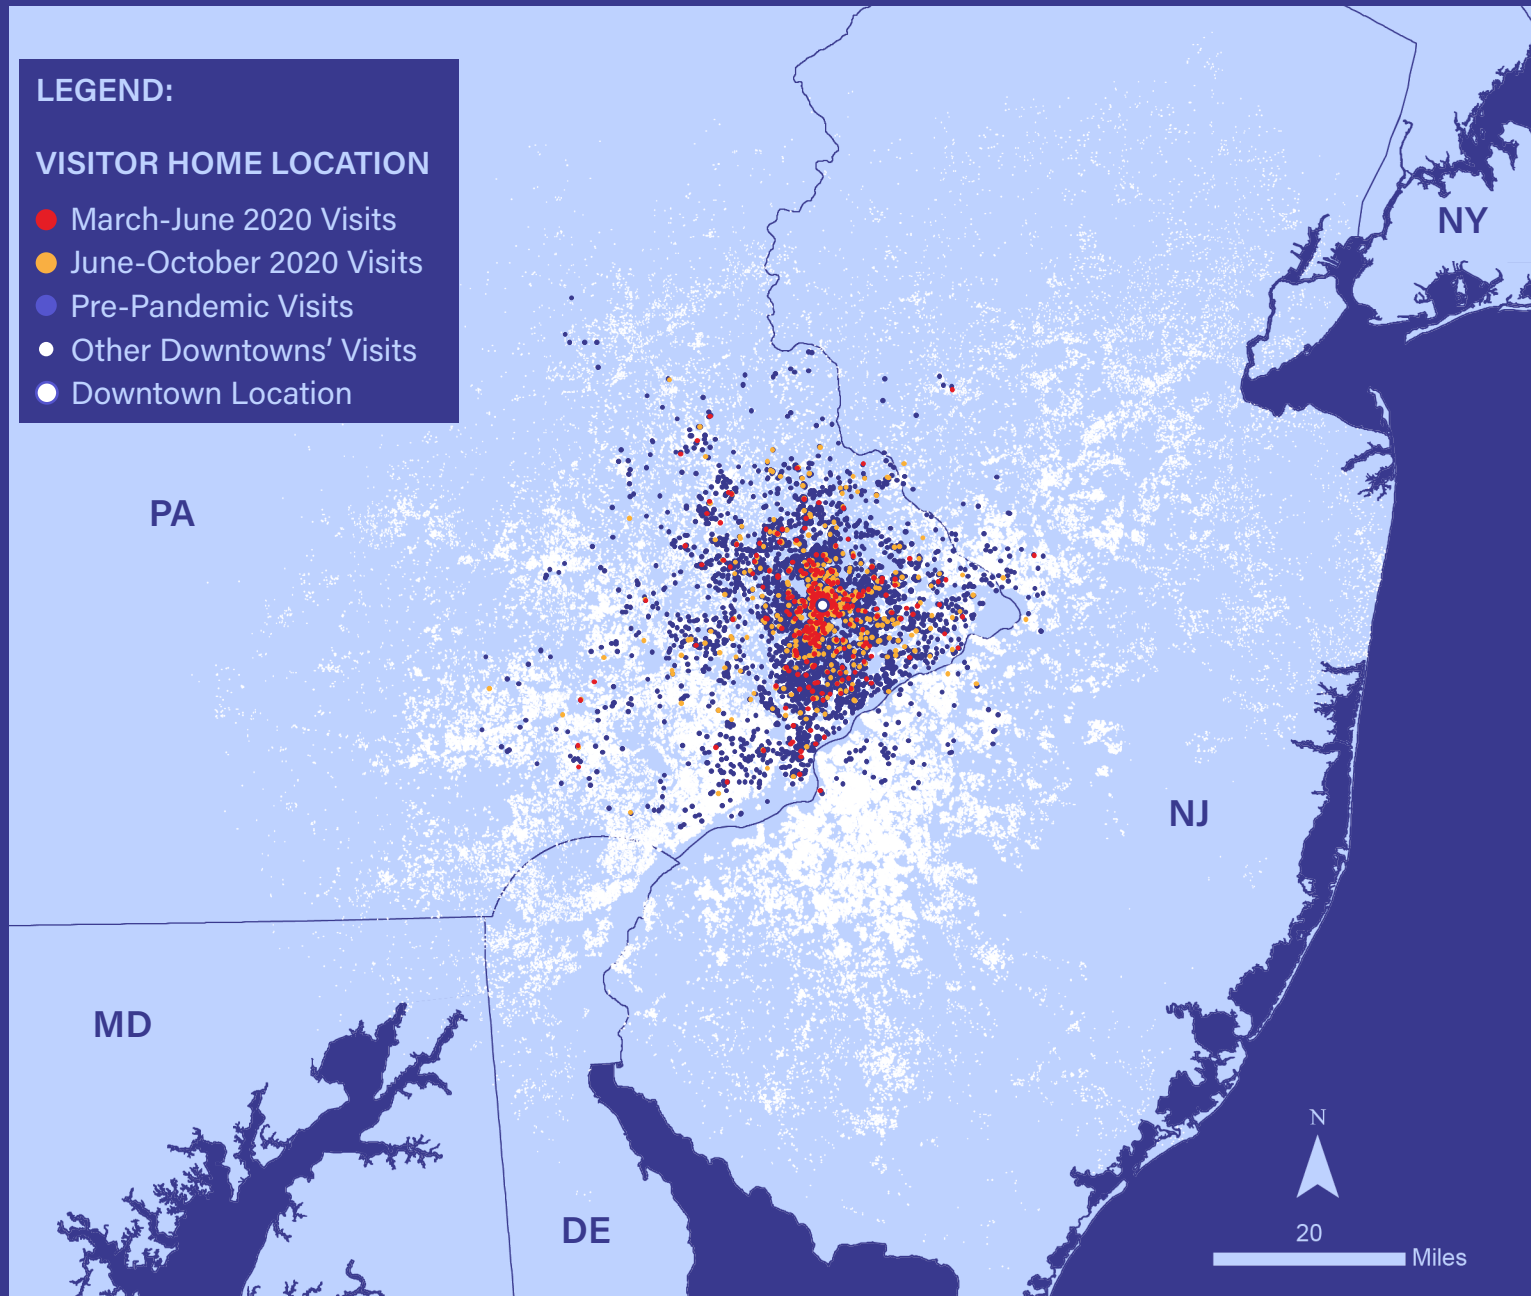 LEGEND:
VISITOR HOME LOCATION
March-June 2020 Visits
June-October 2020 Visits
Pre-Pandemic Visits
Other Downtowns’ Visits
Downtown Location
NY
PA
NJ
MD
DE
N
20
Miles